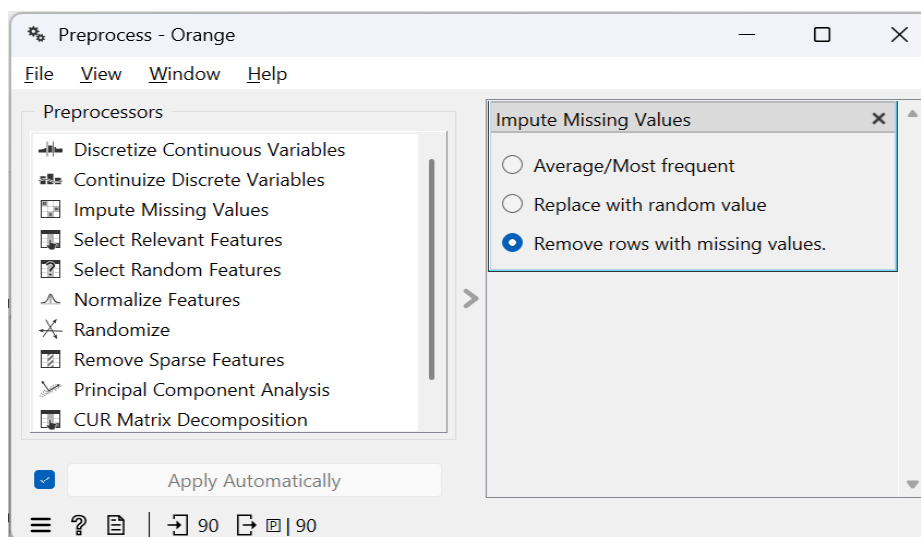 Preprocess - Orange
File View Window Help
Preprocessors
Discretize Continuous Variables
Continuize Discrete Variables
Impute Missing Values
Select Relevant Features
Select Random Features
Normalize Features
Randomize
Remove Sparse Features
Principal Component Analysis
CUR Matrix Decomposition
Impute Missing Values
Average/Most frequent
Replace with random value
Remove rows with missing values.
Apply Automatically
90 P | 90